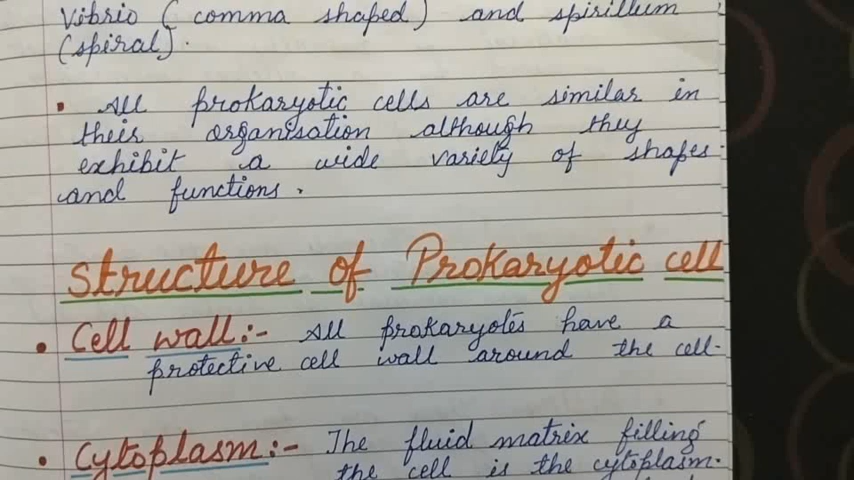 Vibrio ( comma shaped) and spirillum
(spiral).
• All prokaryotic cells are similar in
their organisation although they
exhibit a wide variety of shapes
and functions.
Structure of Prokaryotic cell
• Cell wall:- All prokaryotes have a
protective cell wall around the cell.
• Cytoplasm:- The fluid matrix filling
the cell is the cytoplasm.